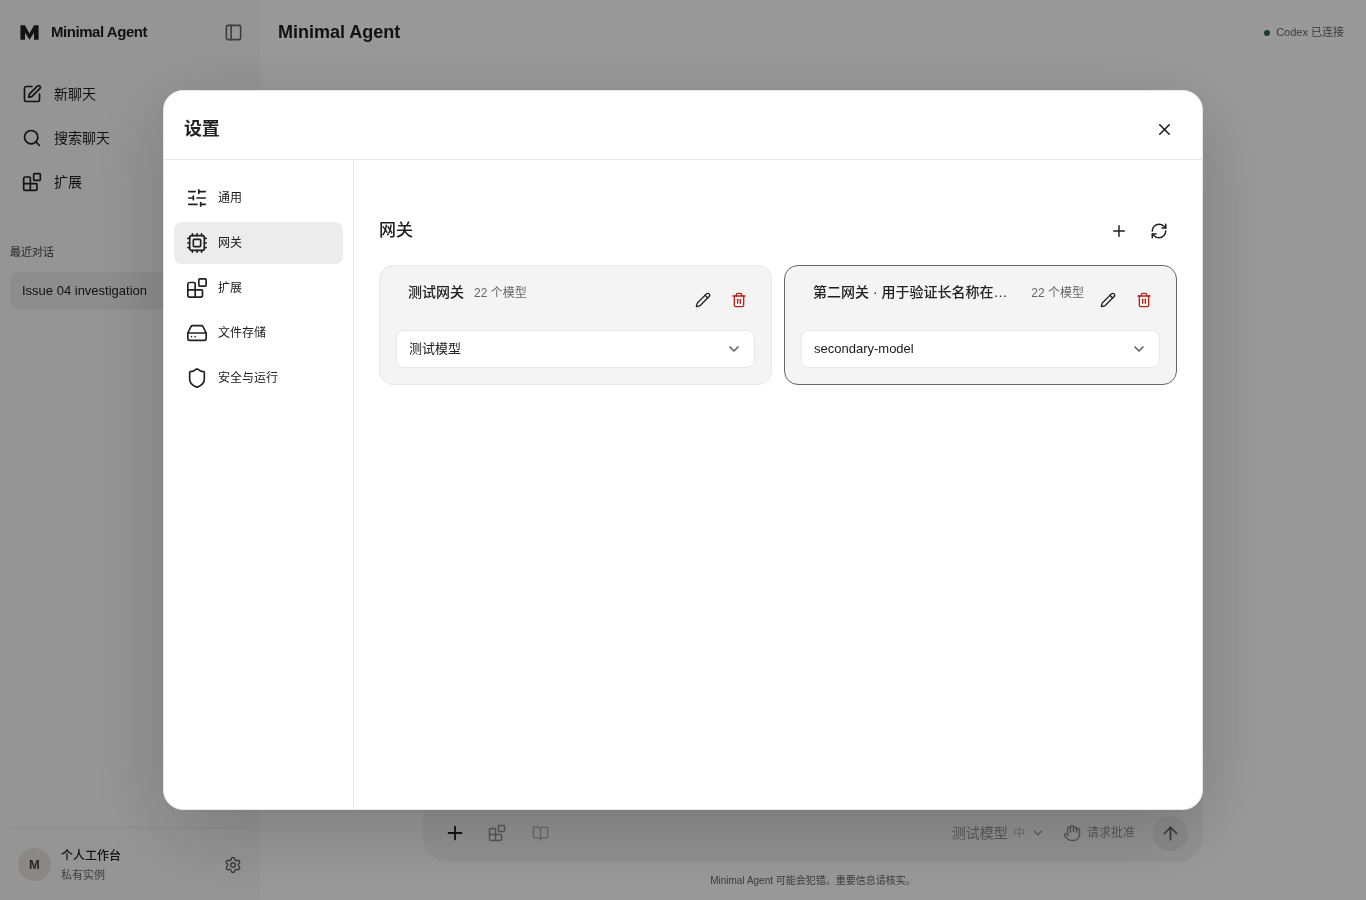 Minimal Agent
Minimal Agent
Codex 已连接
新聊天
搜索聊天
扩展
最近对话
Issue 04 investigation
设置
通用
网关
扩展
文件存储
安全与运行
网关
测试网关 22 个模型
测试模型
第二网关 · 用于验证长名称在… 22 个模型
secondary-model
测试模型 中
请求批准
M
个人工作台
私有实例
Minimal Agent 可能会犯错。重要信息请核实。